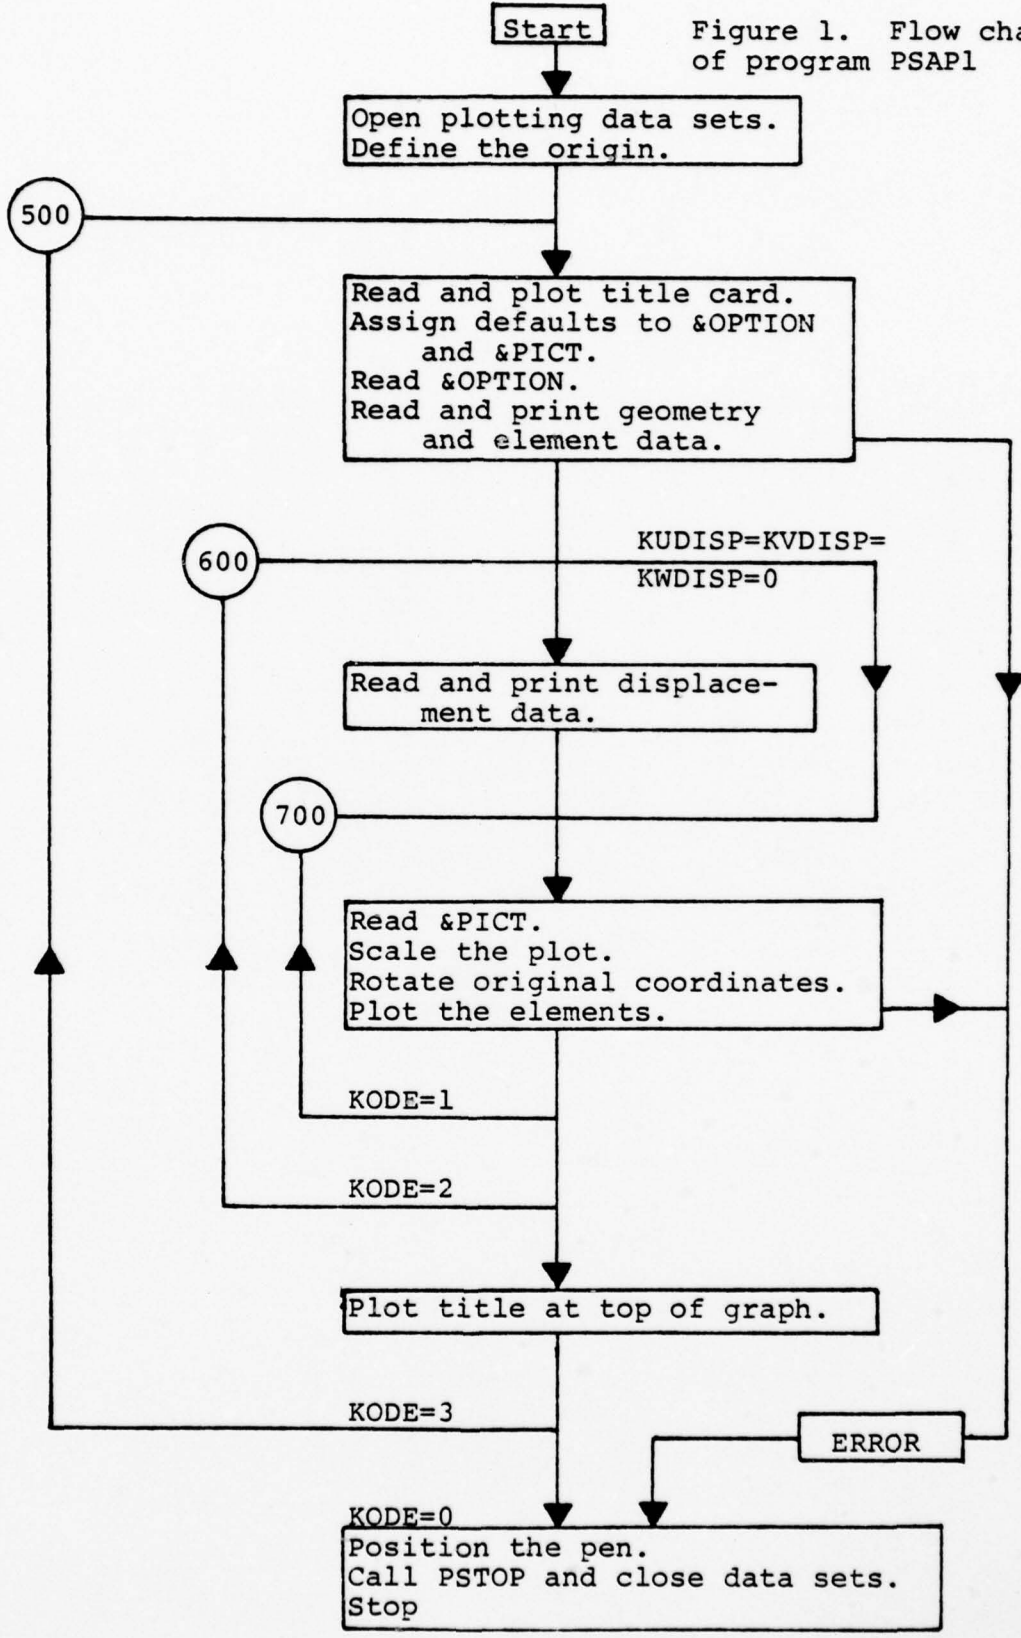 Start
Figure 1. Flow cha
of program PSAP1
Open plotting data sets.
Define the origin.
500
Read and plot title card.
Assign defaults to &OPTION
and &PICT.
Read &OPTION.
Read and print geometry
and element data.
600
KUDISP=KVDISP=
KWDISP=0
Read and print displace-
ment data.
700
Read &PICT.
Scale the plot.
Rotate original coordinates.
Plot the elements.
KODE=1
KODE=2
Plot title at top of graph.
KODE=3
ERROR
KODE=0
Position the pen.
Call PSTOP and close data sets.
Stop